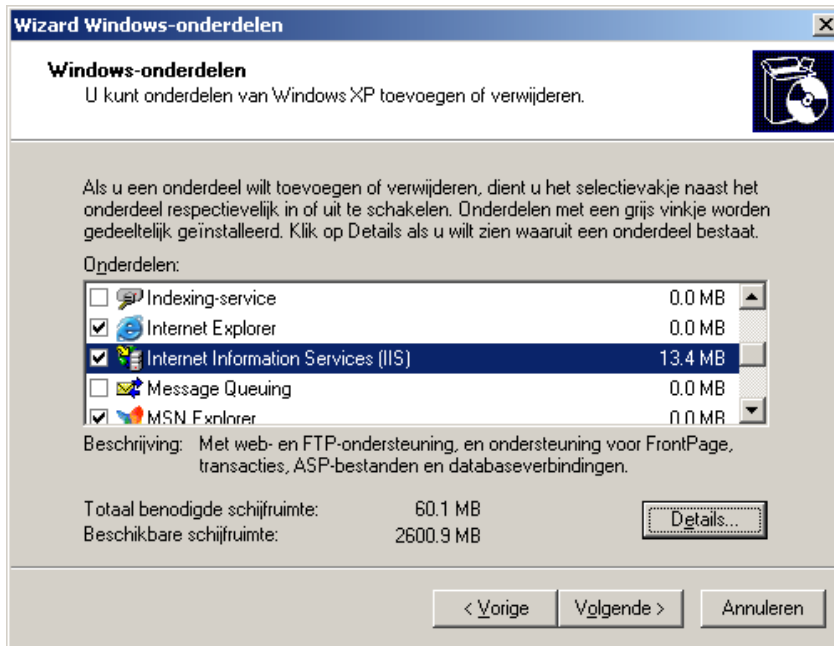 Wizard Windows-onderdelen
Windows-onderdelen
U kunt onderdelen van Windows XP toevoegen of verwijderen.
Als u een onderdeel wilt toevoegen of verwijderen, dient u het selectievakje naast het
onderdeel respectievelijk in of uit te schakelen. Onderdelen met een grijs vinkje worden
gedeeltelijk geïnstalleerd. Klik op Details als u wilt zien waaruit een onderdeel bestaat.
Onderdelen:
Indexing-service 0.0 MB
Internet Explorer 0.0 MB
Internet Information Services (IIS) 13.4 MB
Message Queuing 0.0 MB
MSN Explorer 0.0 MB
Beschrijving: Met web- en FTP-ondersteuning, en ondersteuning voor FrontPage,
transacties, ASP-bestanden en databaseverbindingen.
Totaal benodigde schijfruimte: 60.1 MB
Beschikbare schijfruimte: 2600.9 MB
Details...
< Vorige Volgende > Annuleren